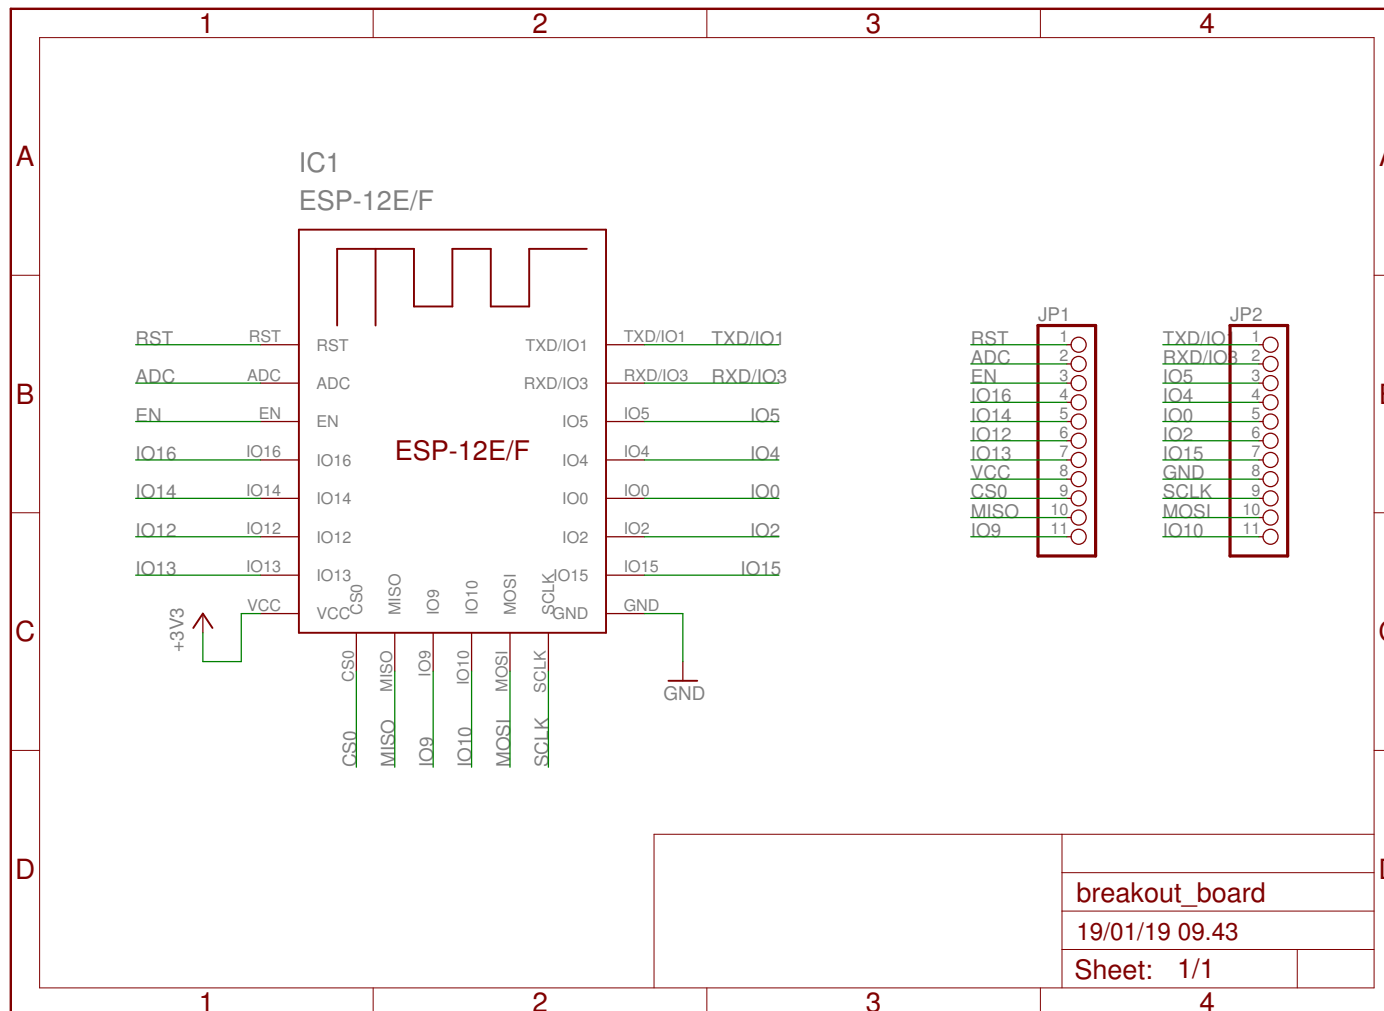 1 2 3 4
A
A
IC1
ESP-12E/F
B
RST RST RST TXD/IO1 TXD/IO1 TXD/IO1
ADC ADC ADC RXD/IO3 RXD/IO3 RXD/IO3
EN EN EN IO5 IO5 IO5
ESP-12E/F
IO16 IO16 IO16 IO4 IO4 IO4
IO14 IO14 IO14 IO0 IO0 IO0
IO12 IO12 IO12 IO2 IO2 IO2
IO13 IO13 IO13 IO15 IO15 IO15
VCC VCC GND GND
+3V3
GND
CS0 MISO IO9 IO10 MOSI SCLK
CS0 MISO IO9 IO10 MOSI SCLK
CS0 MISO IO9 IO10 MOSI SCLK
JP1
RST 1
ADC 2
EN 3
IO16 4
IO14 5
IO12 6
IO13 7
VCC 8
CS0 9
MISO 10
IO9 11
JP2
TXD/IO1 1
RXD/IO3 2
IO5 3
IO4 4
IO0 5
IO2 6
IO15 7
GND 8
SCLK 9
MOSI 10
IO10 11
C
D
breakout_board
19/01/19 09.43
Sheet: 1/1
1 2 3 4